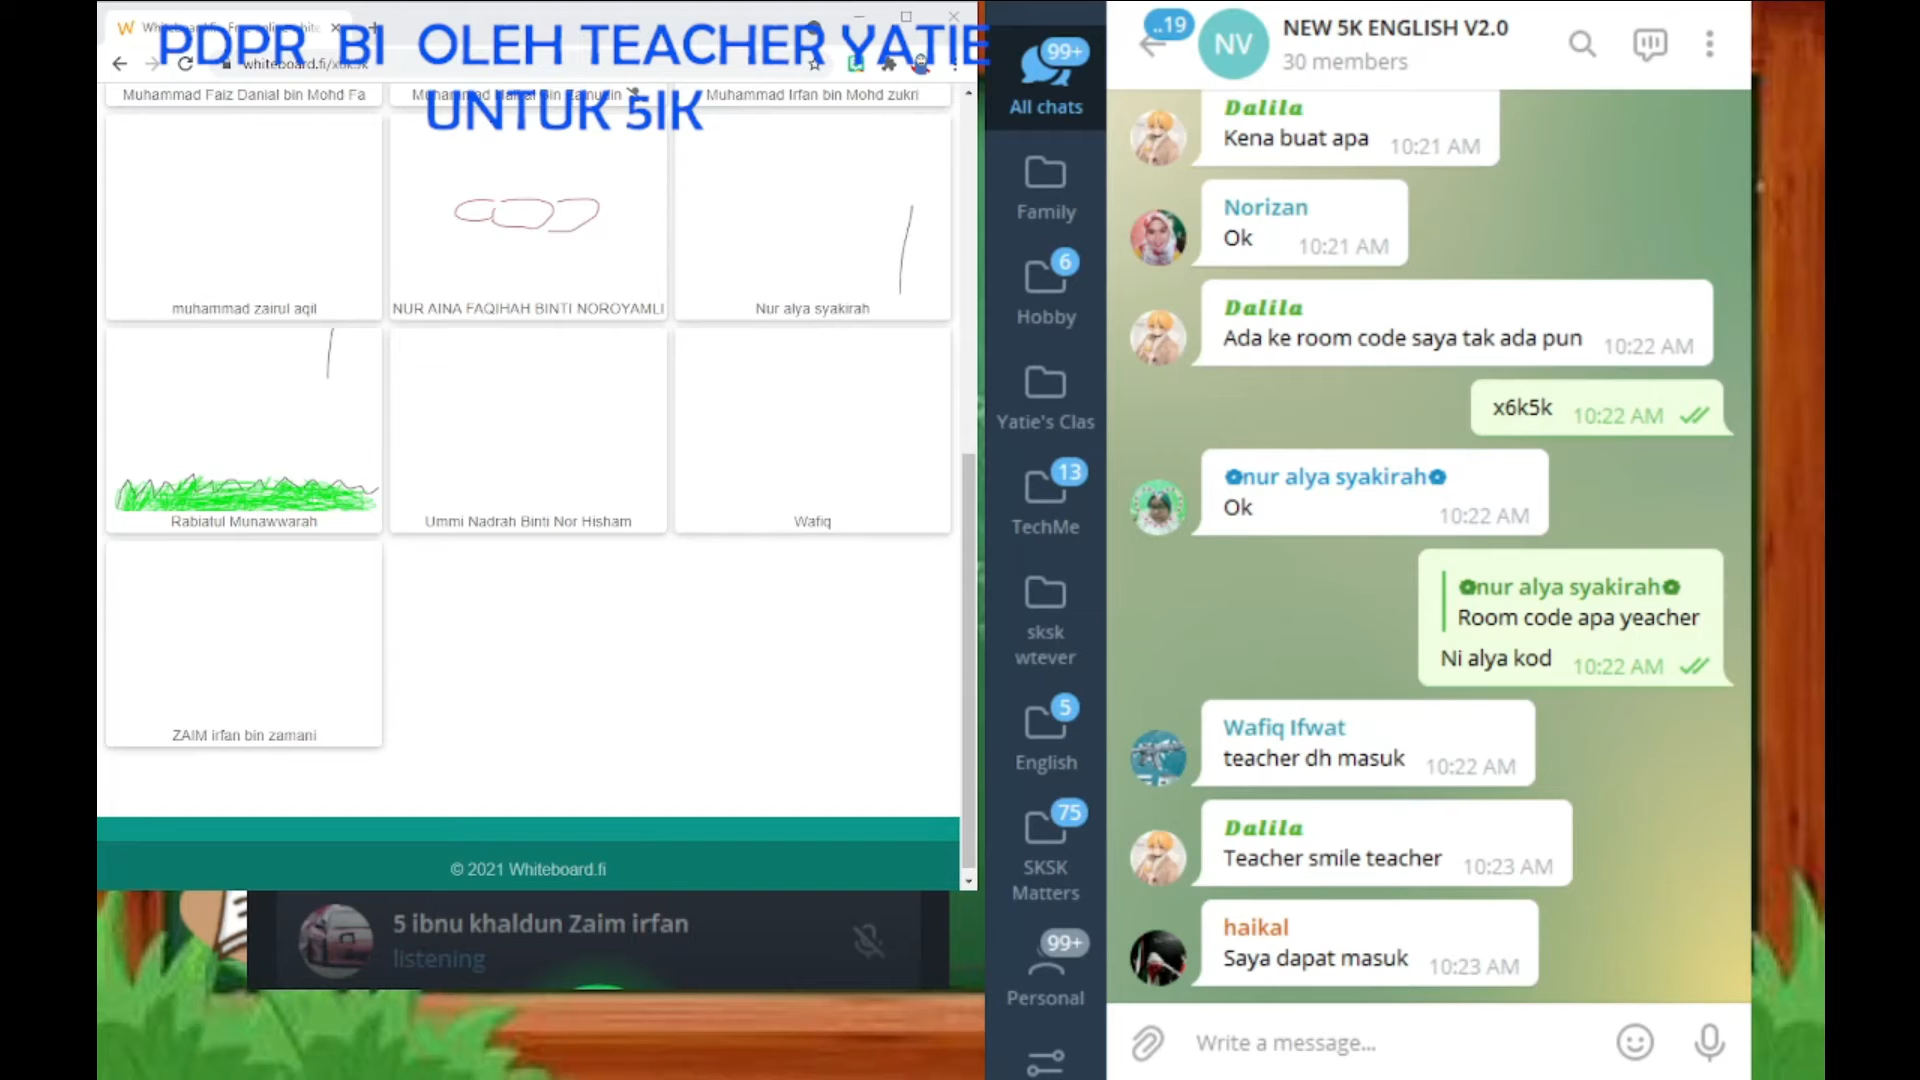 PDPR BI OLEH TEACHER YATIE
UNTUK 5IK
whiteboard.fi/x6k5k
Muhammad Faiz Danial bin Mohd Fa
Muhammad Irfan bin Mohd zukri
muhammad zairul aqil
NUR AINA FAQIHAH BINTI NOROYAMLI
Nur alya syakirah
Rabiatul Munawwarah
Ummi Nadrah Binti Nor Hisham
Wafiq
ZAIM irfan bin zamani
© 2021 Whiteboard.fi
5 ibnu khaldun Zaim irfan
listening
99+
All chats
Family
6
Hobby
Yatie's Clas
13
TechMe
sksk
wtever
5
English
75
SKSK
Matters
99+
Personal
..19
NV
NEW 5K ENGLISH V2.0
30 members
Dalila
Kena buat apa 10:21 AM
Norizan
Ok 10:21 AM
Dalila
Ada ke room code saya tak ada pun 10:22 AM
x6k5k 10:22 AM
nur alya syakirah
Ok 10:22 AM
nur alya syakirah
Room code apa yeacher
Ni alya kod 10:22 AM
Wafiq Ifwat
teacher dh masuk 10:22 AM
Dalila
Teacher smile teacher 10:23 AM
haikal
Saya dapat masuk 10:23 AM
Write a message...